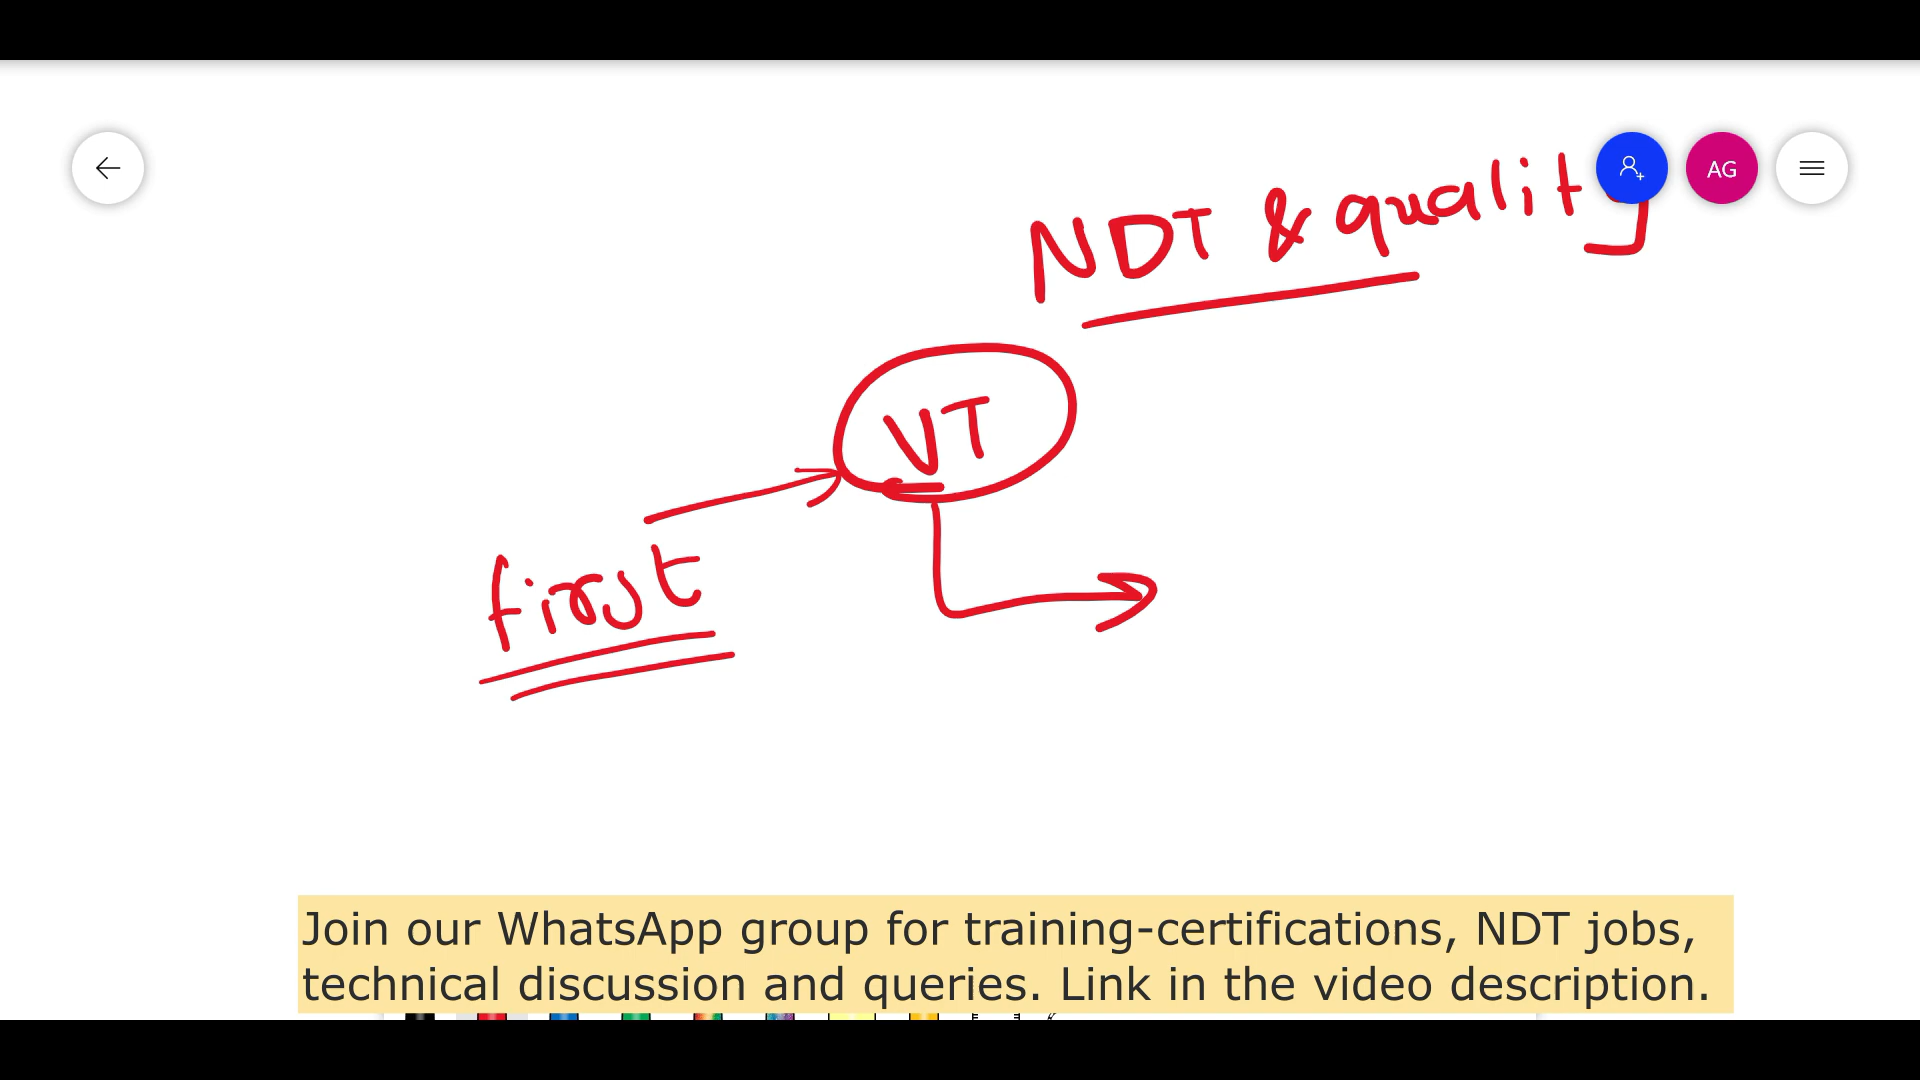 AG
NDT & quality
VT
first
Join our WhatsApp group for training-certifications, NDT jobs,
technical discussion and queries. Link in the video description.